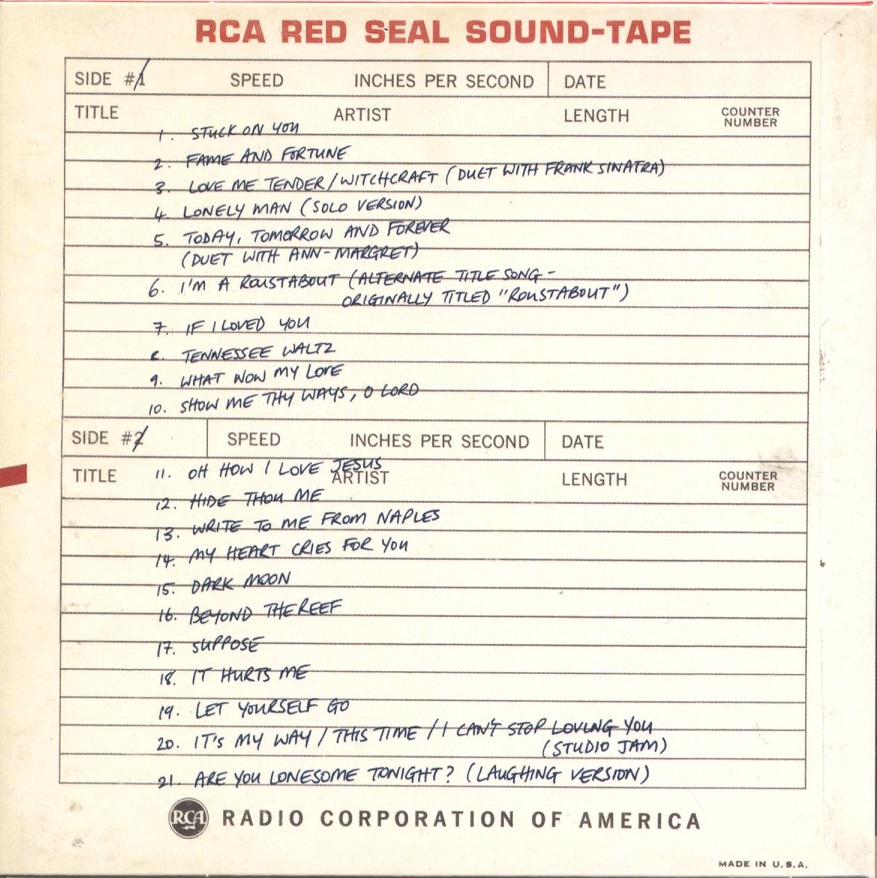 RCA RED SEAL SOUND-TAPE
SIDE #1 SPEED INCHES PER SECOND DATE
TITLE ARTIST LENGTH COUNTER NUMBER
1. STUCK ON YOU
2. FAME AND FORTUNE
3. LOVE ME TENDER/WITCHCRAFT (DUET WITH FRANK SINATRA)
4. LONELY MAN (SOLO VERSION)
5. TODAY, TOMORROW AND FOREVER
(DUET WITH ANN-MARGRET)
6. I'M A ROUSTABOUT (ALTERNATE TITLE SONG -
ORIGINALLY TITLED "ROUSTABOUT")
7. IF I LOVED YOU
8. TENNESSEE WALTZ
9. WHAT NOW MY LOVE
10. SHOW ME THY WAYS, O LORD
SIDE #2 SPEED INCHES PER SECOND DATE
11. OH HOW I LOVE JESUS
TITLE ARTIST LENGTH COUNTER NUMBER
12. HIDE THOU ME
13. WRITE TO ME FROM NAPLES
14. MY HEART CRIES FOR YOU
15. DARK MOON
16. BEYOND THE REEF
17. SUPPOSE
18. IT HURTS ME
19. LET YOURSELF GO
20. IT'S MY WAY / THIS TIME / I CAN'T STOP LOVING YOU
(STUDIO JAM)
21. ARE YOU LONESOME TONIGHT? (LAUGHING VERSION)
RCA RADIO CORPORATION OF AMERICA
MADE IN U.S.A.